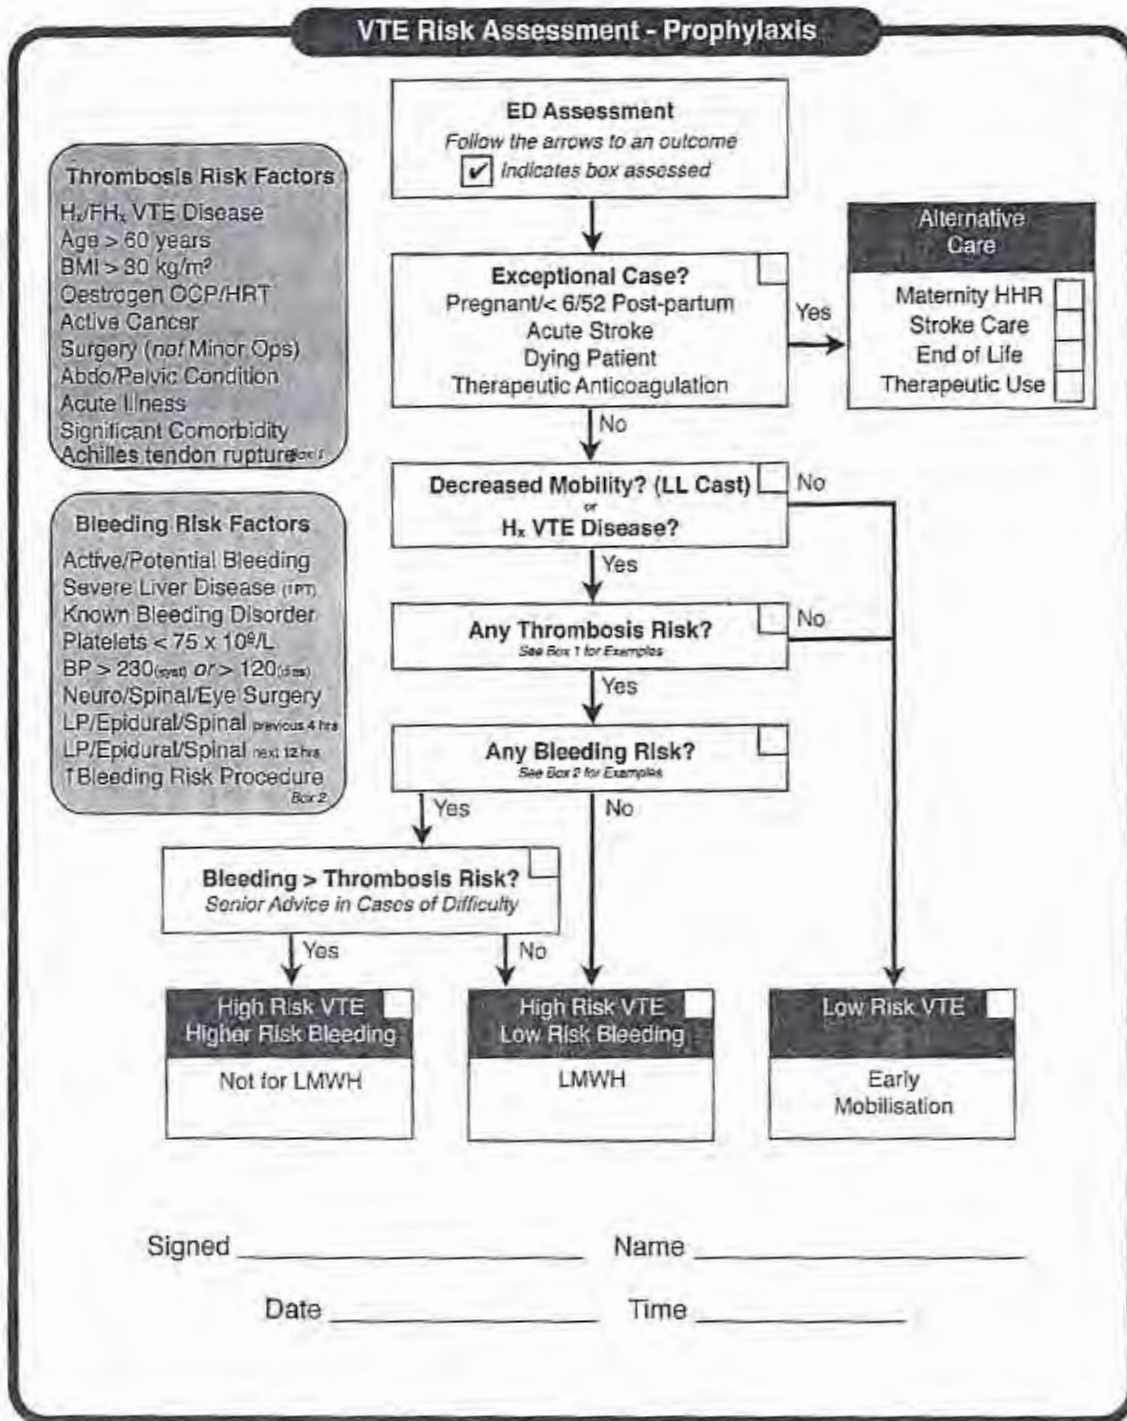 VTE Risk Assessment - Prophylaxis
ED Assessment
Follow the arrows to an outcome
✔ Indicates box assessed
Thrombosis Risk Factors
Hx/FHx VTE Disease
Age > 60 years
BMI > 30 kg/m²
Oestrogen OCP/HRT
Active Cancer
Surgery (not Minor Ops)
Abdo/Pelvic Condition
Acute Illness
Significant Comorbidity
Achilles tendon rupture
Box 1
Exceptional Case?
Pregnant/< 6/52 Post-partum
Acute Stroke
Dying Patient
Therapeutic Anticoagulation
Yes
Alternative
Care
Maternity HHR
Stroke Care
End of Life
Therapeutic Use
No
Decreased Mobility? (LL Cast)
or
Hx VTE Disease?
No
Yes
Bleeding Risk Factors
Active/Potential Bleeding
Severe Liver Disease (↑PT)
Known Bleeding Disorder
Platelets < 75 x 10⁹/L
BP > 230(syst) or > 120(dias)
Neuro/Spinal/Eye Surgery
LP/Epidural/Spinal previous 4 hrs
LP/Epidural/Spinal next 12 hrs
↑Bleeding Risk Procedure
Box 2
Any Thrombosis Risk?
See Box 1 for Examples
No
Yes
Any Bleeding Risk?
See Box 2 for Examples
Yes
No
Bleeding > Thrombosis Risk?
Senior Advice in Cases of Difficulty
Yes
No
High Risk VTE
Higher Risk Bleeding
Not for LMWH
High Risk VTE
Low Risk Bleeding
LMWH
Low Risk VTE
Early
Mobilisation
Signed
Name
Date
Time